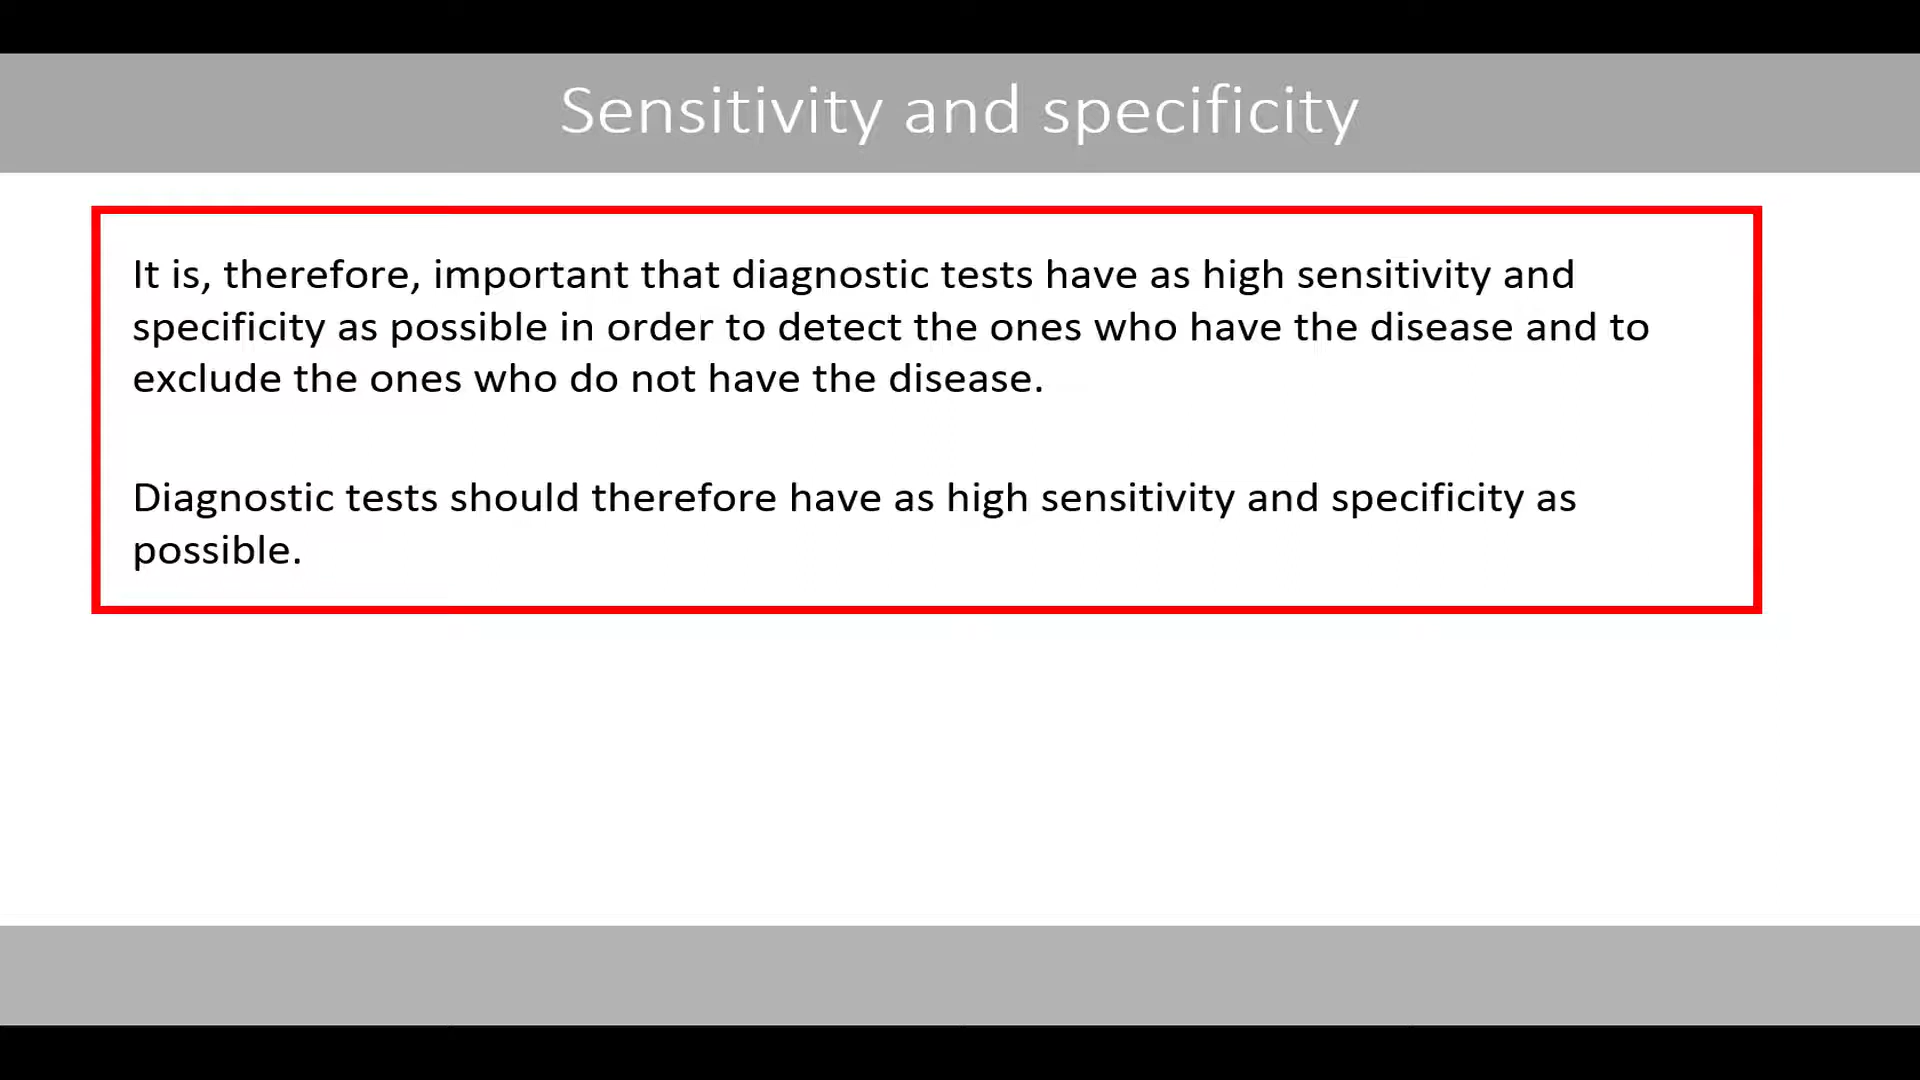 Sensitivity and specificity
It is, therefore, important that diagnostic tests have as high sensitivity and
specificity as possible in order to detect the ones who have the disease and to
exclude the ones who do not have the disease.
Diagnostic tests should therefore have as high sensitivity and specificity as
possible.